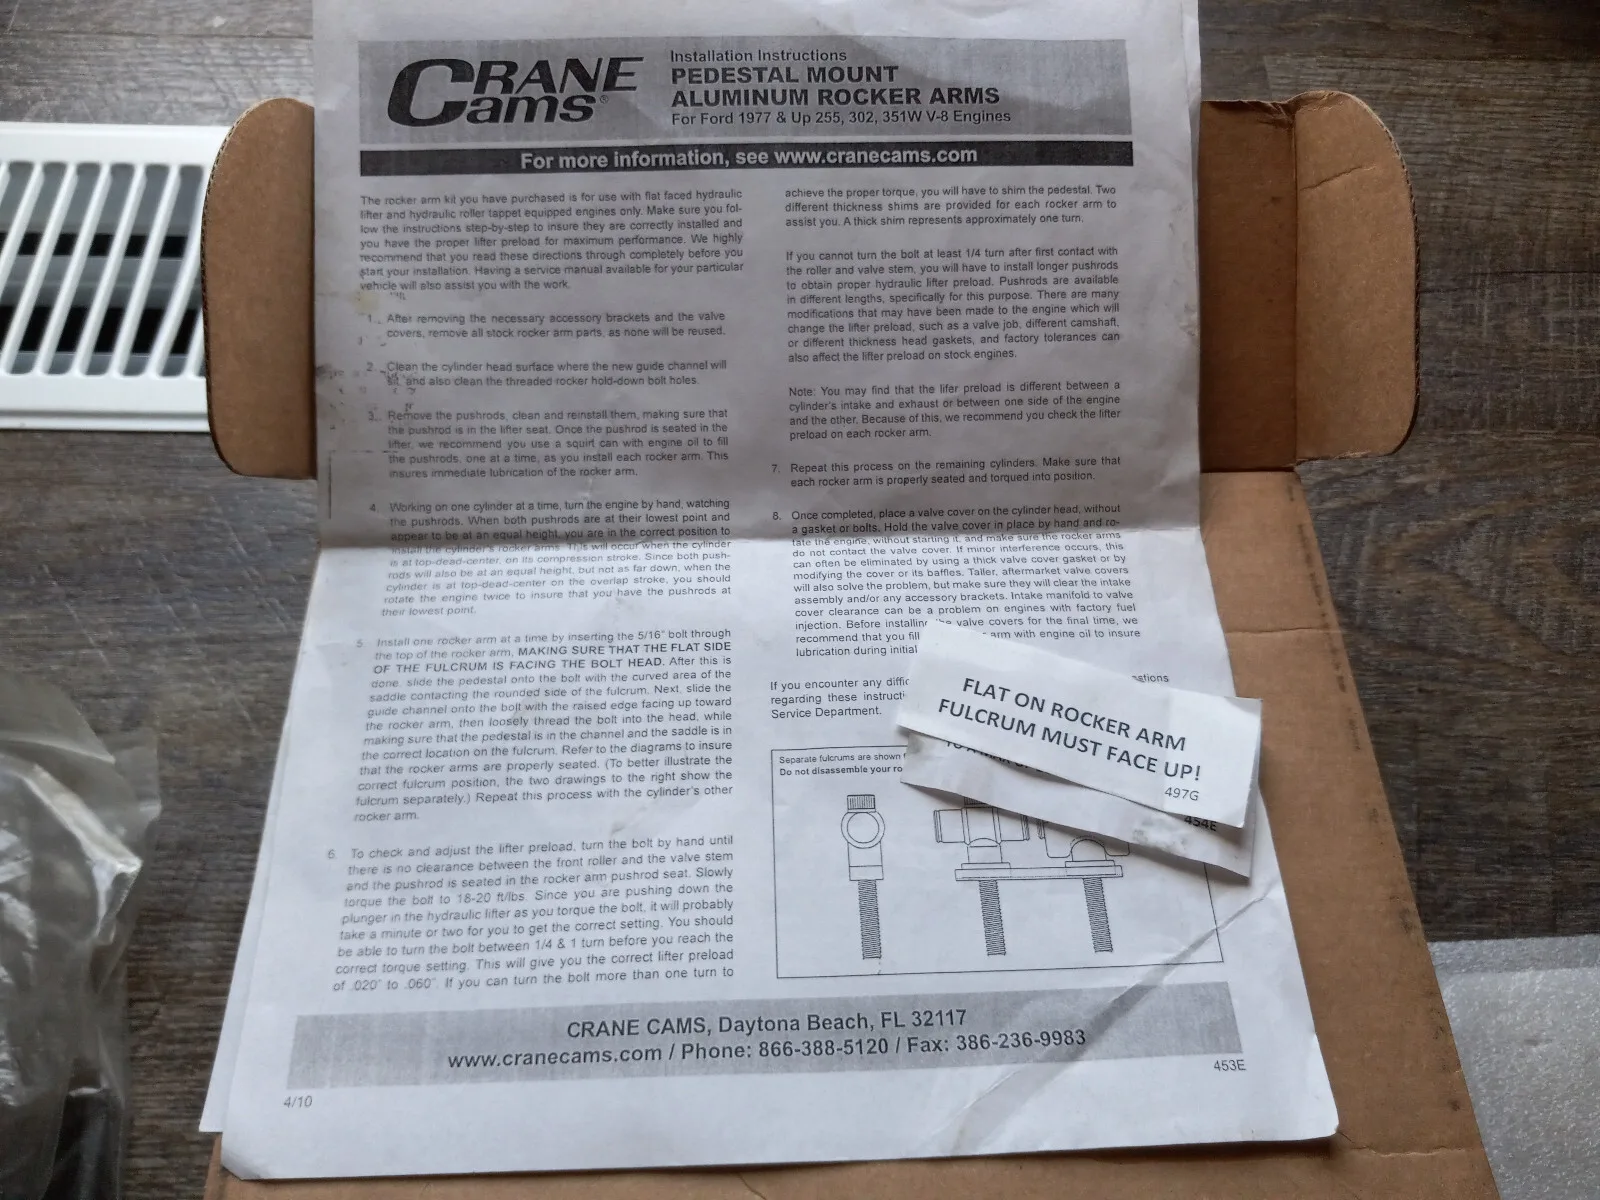 CRANE
Cams®
Installation Instructions
PEDESTAL MOUNT
ALUMINUM ROCKER ARMS
For Ford 1977 & Up 255, 302, 351W V-8 Engines
For more information, see www.cranecams.com
The rocker arm kit you have purchased is for use with flat faced hydraulic
lifter and hydraulic roller tappet equipped engines only. Make sure you fol-
low the instructions step-by-step to insure they are correctly installed and
you have the proper lifter preload for maximum performance. We highly
recommend that you read these directions through completely before you
start your installation. Having a service manual available for your particular
vehicle will also assist you with the work.
1. After removing the necessary accessory brackets and the valve
covers, remove all stock rocker arm parts, as none will be reused.
2. Clean the cylinder head surface where the new guide channel will
sit, and also clean the threaded rocker hold-down bolt holes.
3. Remove the pushrods, clean and reinstall them, making sure that
the pushrod is in the lifter seat. Once the pushrod is seated in the
lifter, we recommend you use a squirt can with engine oil to fill
the pushrods, one at a time, as you install each rocker arm. This
insures immediate lubrication of the rocker arm.
4. Working on one cylinder at a time, turn the engine by hand, watching
the pushrods. When both pushrods are at their lowest point and
appear to be at an equal height, you are in the correct position to
install the cylinder's rocker arms. This will occur when the cylinder
is at top-dead-center, on its compression stroke. Since both push-
rods will also be at an equal height, but not as far down, when the
cylinder is at top-dead-center on the overlap stroke, you should
rotate the engine twice to insure that you have the pushrods at
their lowest point.
5. Install one rocker arm at a time by inserting the 5/16" bolt through
the top of the rocker arm, MAKING SURE THAT THE FLAT SIDE
OF THE FULCRUM IS FACING THE BOLT HEAD. After this is
done, slide the pedestal onto the bolt with the curved area of the
saddle contacting the rounded side of the fulcrum. Next, slide the
guide channel onto the bolt with the raised edge facing up toward
the rocker arm, then loosely thread the bolt into the head, while
making sure that the pedestal is in the channel and the saddle is in
the correct location on the fulcrum. Refer to the diagrams to insure
that the rocker arms are properly seated. (To better illustrate the
correct fulcrum position, the two drawings to the right show the
fulcrum separately.) Repeat this process with the cylinder's other
rocker arm.
6. To check and adjust the lifter preload, turn the bolt by hand until
there is no clearance between the front roller and the valve stem
and the pushrod is seated in the rocker arm pushrod seat. Slowly
torque the bolt to 18-20 ft/lbs. Since you are pushing down the
plunger in the hydraulic lifter as you torque the bolt, it will probably
take a minute or two for you to get the correct setting. You should
be able to turn the bolt between 1/4 & 1 turn before you reach the
correct torque setting. This will give you the correct lifter preload
of .020" to .060". If you can turn the bolt more than one turn to
achieve the proper torque, you will have to shim the pedestal. Two
different thickness shims are provided for each rocker arm to
assist you. A thick shim represents approximately one turn.
If you cannot turn the bolt at least 1/4 turn after first contact with
the roller and valve stem, you will have to install longer pushrods
to obtain proper hydraulic lifter preload. Pushrods are available
in different lengths, specifically for this purpose. There are many
modifications that may have been made to the engine which will
change the lifter preload, such as a valve job, different camshaft,
or different thickness head gaskets, and factory tolerances can
also affect the lifter preload on stock engines.
Note: You may find that the lifer preload is different between a
cylinder's intake and exhaust or between one side of the engine
and the other. Because of this, we recommend you check the lifter
preload on each rocker arm.
7. Repeat this process on the remaining cylinders. Make sure that
each rocker arm is properly seated and torqued into position.
8. Once completed, place a valve cover on the cylinder head, without
a gasket or bolts. Hold the valve cover in place by hand and ro-
tate the engine, without starting it, and make sure the rocker arms
do not contact the valve cover. If minor interference occurs, this
can often be eliminated by using a thick valve cover gasket or by
modifying the cover or its baffles. Taller, aftermarket valve covers
will also solve the problem, but make sure they will clear the intake
assembly and/or any accessory brackets. Intake manifold to valve
cover clearance can be a problem on engines with factory fuel
injection. Before installing valve covers for the final time, we
recommend that you fill arm with engine oil to insure
lubrication during initial
If you encounter any
regarding these
Service Department.
Separate fulcrums are shown
Do not disassemble your
FLAT ON ROCKER ARM
FULCRUM MUST FACE UP!
497G
454E
CRANE CAMS, Daytona Beach, FL 32117
www.cranecams.com / Phone: 866-388-5120 / Fax: 386-236-9983
453E
4/10